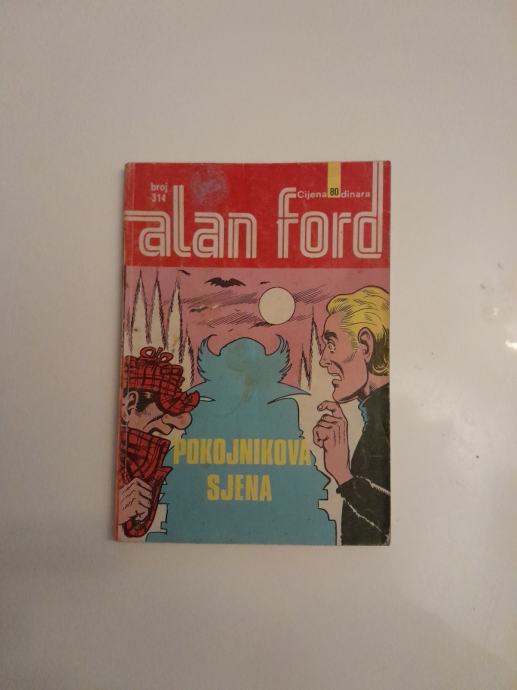 broj
314
Cijena 80 dinara
alan ford
POKOJNIKOVA
SJENA